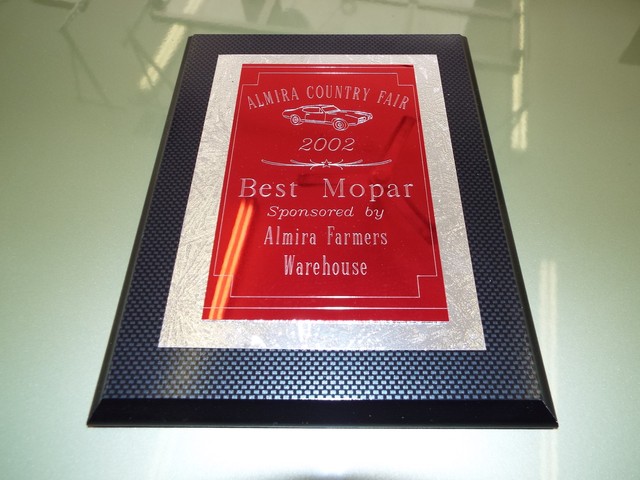 ALMIRA COUNTRY FAIR
2002
Best Mopar
Sponsored by
Almira Farmers
Warehouse